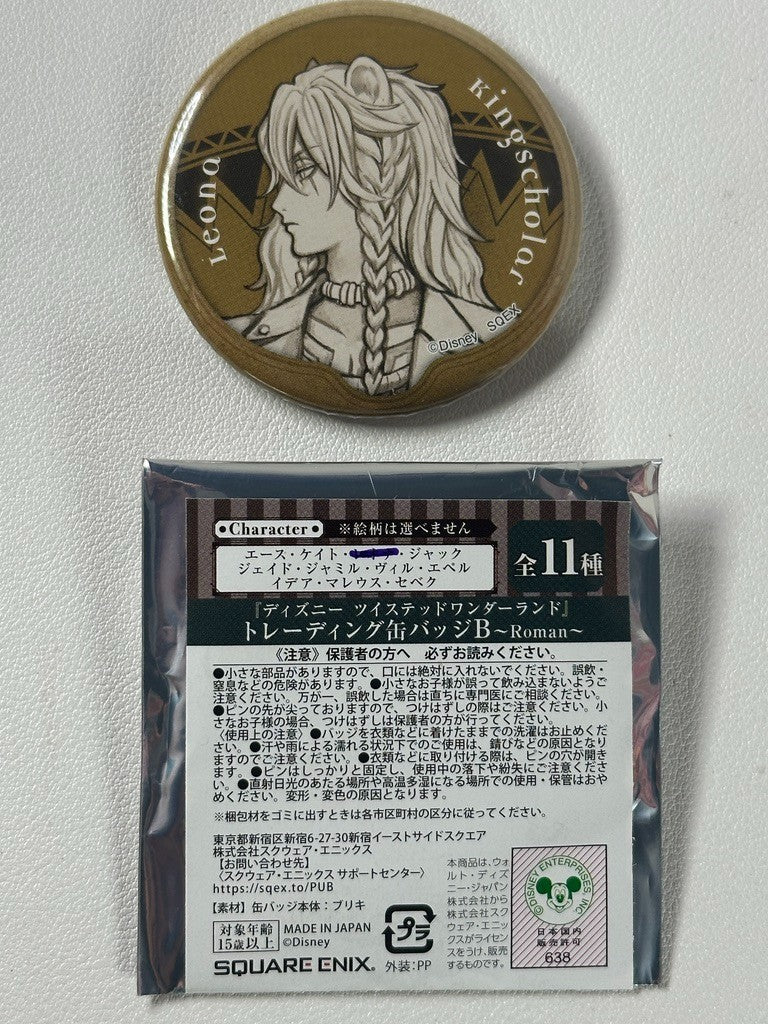 Leona
Kingscholar
©Disney SQEX
•Character•
※絵柄は選べません
エース・ケイト・ ・ジャック
ジェイド・ジャミル・ヴィル・エペル
イデア・マレウス・セベク
全11種
『ディズニー ツイステッドワンダーランド』
トレーディング缶バッジB～Roman～
《注意》保護者の方へ 必ずお読みください。
●小さな部品がありますので、口には絶対に入れないでください。誤飲・
窒息などの危険があります。●小さなお子様が誤って飲み込まないようご
注意ください。万が一、誤飲した場合は直ちに専門医にご相談ください。
●ピンの先が尖っておりますので、つけはずしの際はご注意ください。小
さなお子様の場合、つけはずしは保護者の方が行ってください。
〈使用上の注意〉●バッジを衣類などに着けたままでの洗濯はお止めくだ
さい。●汗や雨による濡れる状況下でのご使用は、錆びなどの原因となり
ますのでご注意ください。●衣類などに取り付ける際は、ピンの穴が開き
ます。●ピンはしっかりと固定し、使用中の落下や紛失にご注意ください。
●直射日光のあたる場所や高温多湿になる場所での使用・保管はおや
めください。変形・変色の原因となります。
※梱包材をゴミに出すときは各市区町村の区分に従ってください。
東京都新宿区新宿6-27-30新宿イーストサイドスクエア
株式会社スクウェア・エニックス
【お問い合わせ先】
〈スクウェア・エニックス サポートセンター〉
https://sqex.to/PUB
【素材】缶バッジ本体：ブリキ
対象年齢
15歳以上
MADE IN JAPAN
©Disney
SQUARE ENIX.
プラ
外装:PP
本商品は、ウォ
ルト・ディズ
ニー・ジャパン
株式会社から
株式会社スク
ウェア・エニッ
クスがライセン
スをうけ、販売
するものです。
©DISNEY ENTERPRISES INC.
日本国内
販売許可
638